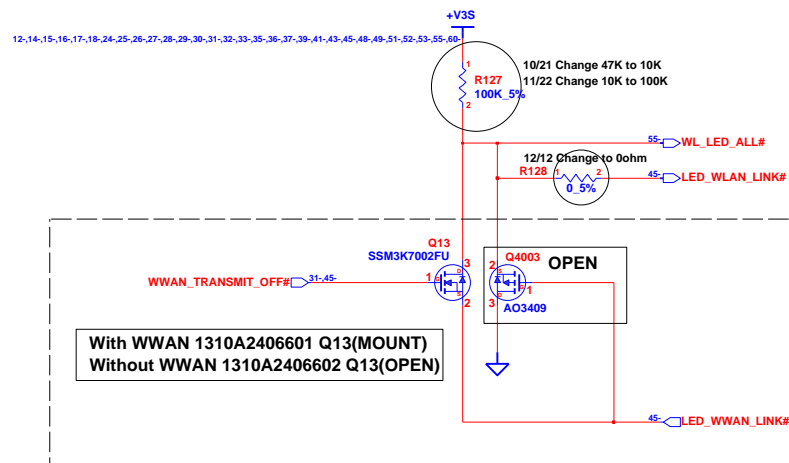 +V3S
12-,14-,15-,16-,17-,18-,24-,25-,26-,27-,28-,29-,30-,31-,32-,33-,35-,36-,37-,39-,41-,43-,45-,48-,49-,51-,52-,53-,55-,60-
10/21 Change 47K to 10K
11/22 Change 10K to 100K
1
R127
100K_5%
2
55-
WL_LED_ALL#
12/12 Change to 0ohm
R128
1
2
0_5%
45-
LED_WLAN_LINK#
Q13
SSM3K7002FU
Q4003
OPEN
WWAN_TRANSMIT_OFF#
31-,45-
1
3
D
G
S
2
2
S
G
D
1
3
AO3409
With WWAN 1310A2406601 Q13(MOUNT)
Without WWAN 1310A2406602 Q13(OPEN)
45-
LED_WWAN_LINK#